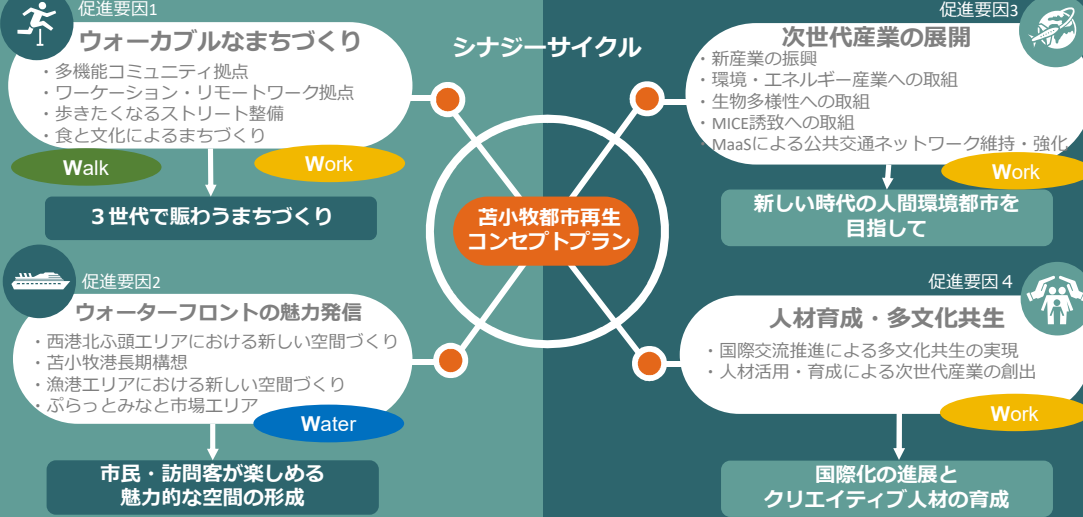 促進要因1
ウォーカブルなまちづくり
・多機能コミュニティ拠点
・ワーケーション・リモートワーク拠点
・歩きたくなるストリート整備
・食と文化によるまちづくり
Walk
Work
３世代で賑わうまちづくり
促進要因2
ウォーターフロントの魅力発信
・西港北ふ頭エリアにおける新しい空間づくり
・苫小牧港長期構想
・漁港エリアにおける新しい空間づくり
・ぷらっとみなと市場エリア
Water
市民・訪問客が楽しめる
魅力的な空間の形成
シナジーサイクル
苫小牧都市再生
コンセプトプラン
促進要因3
次世代産業の展開
・新産業の振興
・環境・エネルギー産業への取組
・生物多様性への取組
・MICE誘致への取組
・MaaSによる公共交通ネットワーク維持・強化
Work
新しい時代の人間環境都市を
目指して
促進要因４
人材育成・多文化共生
・国際交流推進による多文化共生の実現
・人材活用・育成による次世代産業の創出
Work
国際化の進展と
クリエイティブ人材の育成